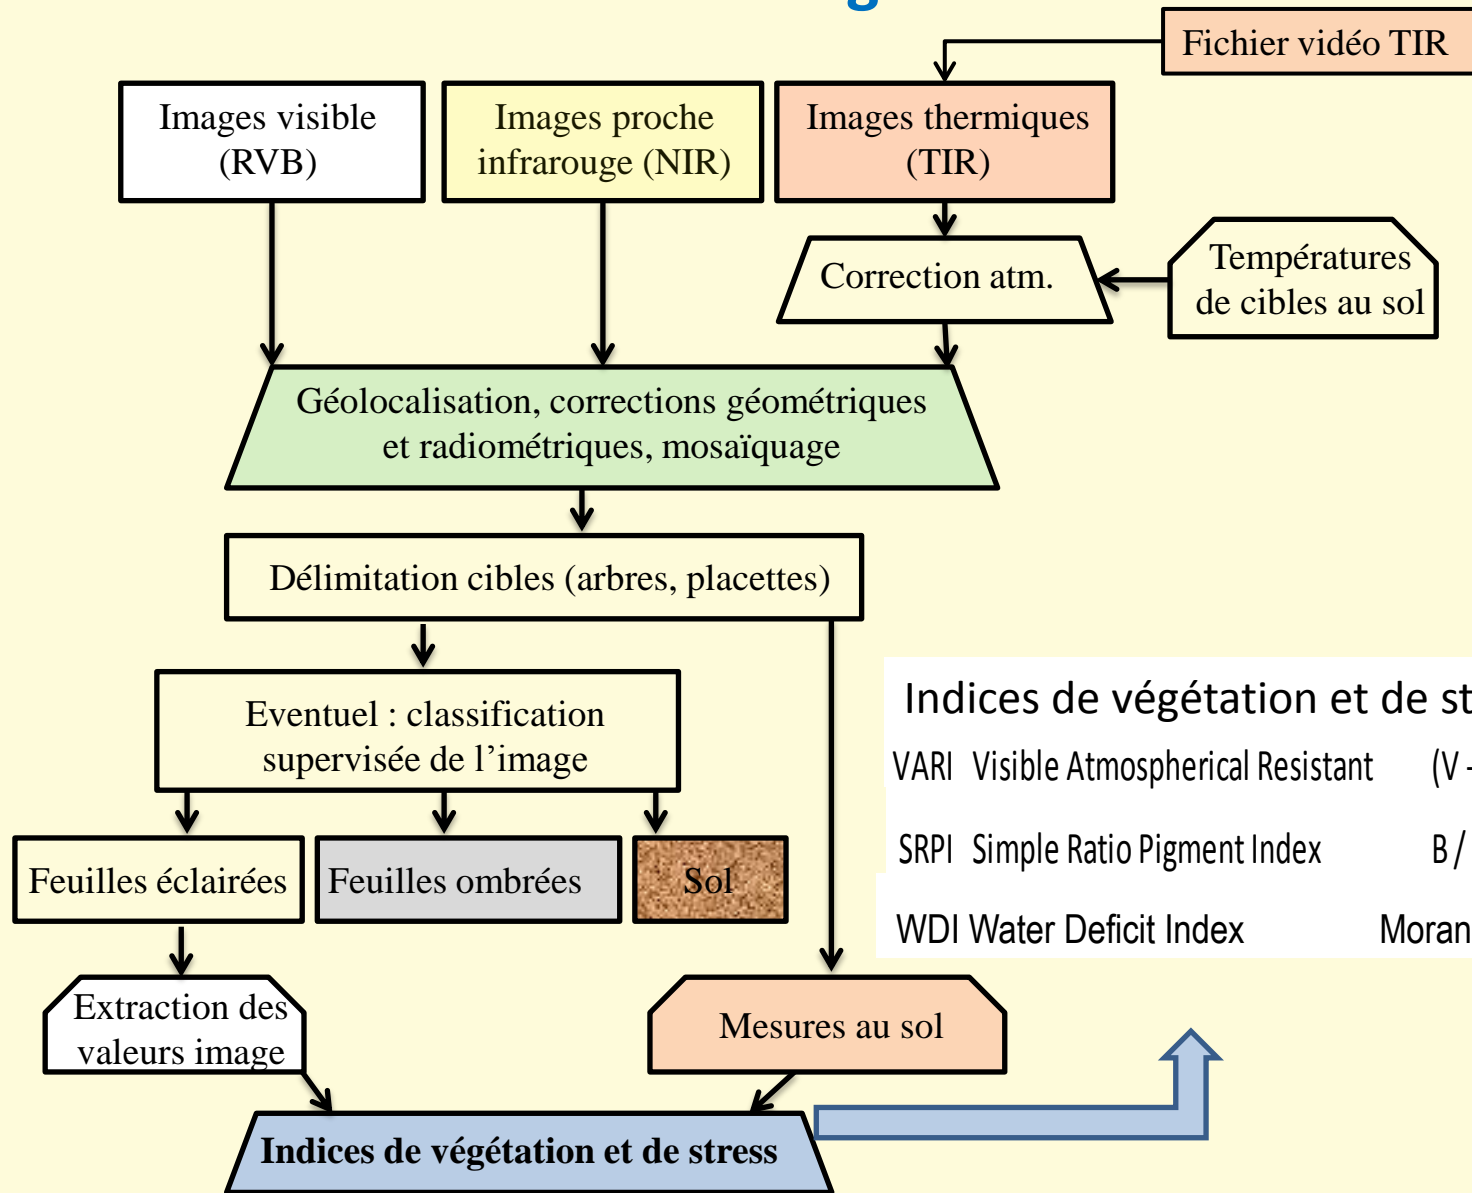 Fichier vidéo TIR
Images visible
(RVB)
Images proche
infrarouge (NIR)
Images thermiques
(TIR)
Correction atm.
Températures
de cibles au sol
Géolocalisation, corrections géométriques
et radiométriques, mosaïquage
Délimitation cibles (arbres, placettes)
Eventuel : classification
supervisée de l’image
Feuilles éclairées
Feuilles ombrées
Sol
Extraction des
valeurs image
Mesures au sol
Indices de végétation et de stress
Indices de végétation et de st
VARI Visible Atmospherical Resistant (V -
SRPI Simple Ratio Pigment Index B /
WDI Water Deficit Index Moran